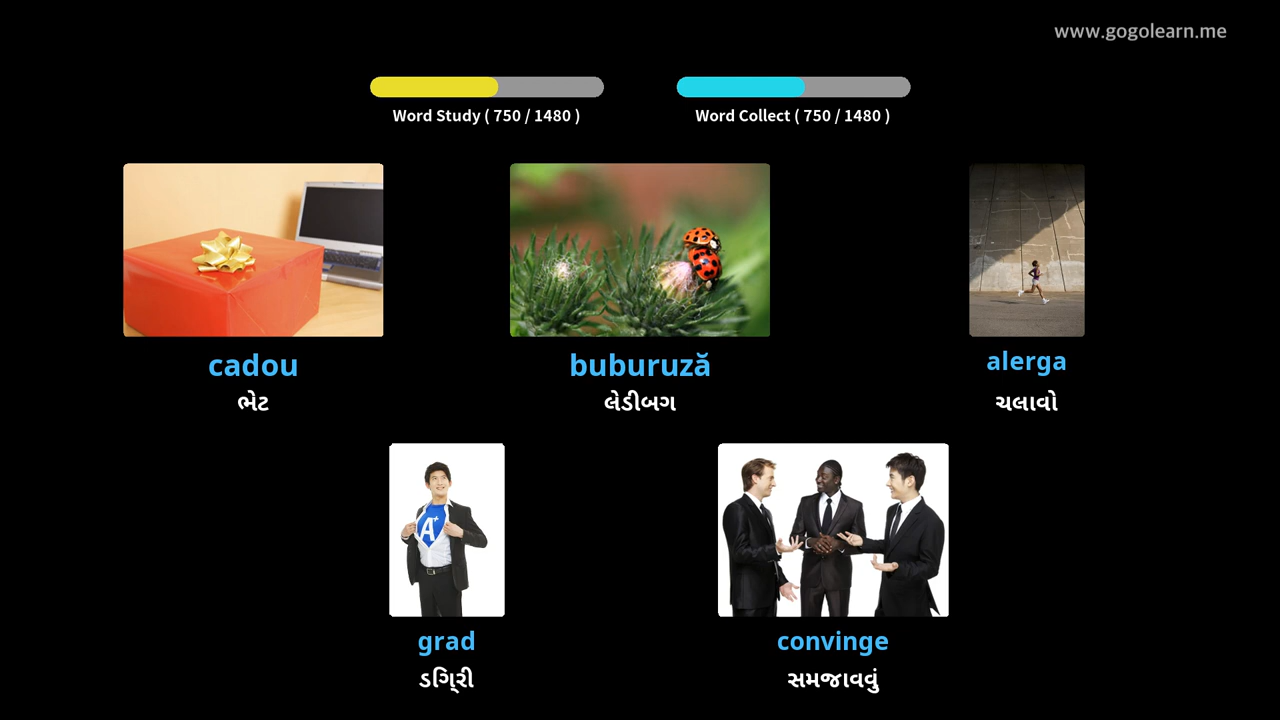 www.gogolearn.me
Word Study ( 750 / 1480 )
Word Collect ( 750 / 1480 )
cadou
buburuză
alerga
ભેટ
લેડીબગ
ચલાવો
A+
grad
convinge
ડગ્િરી
સમજાવવું